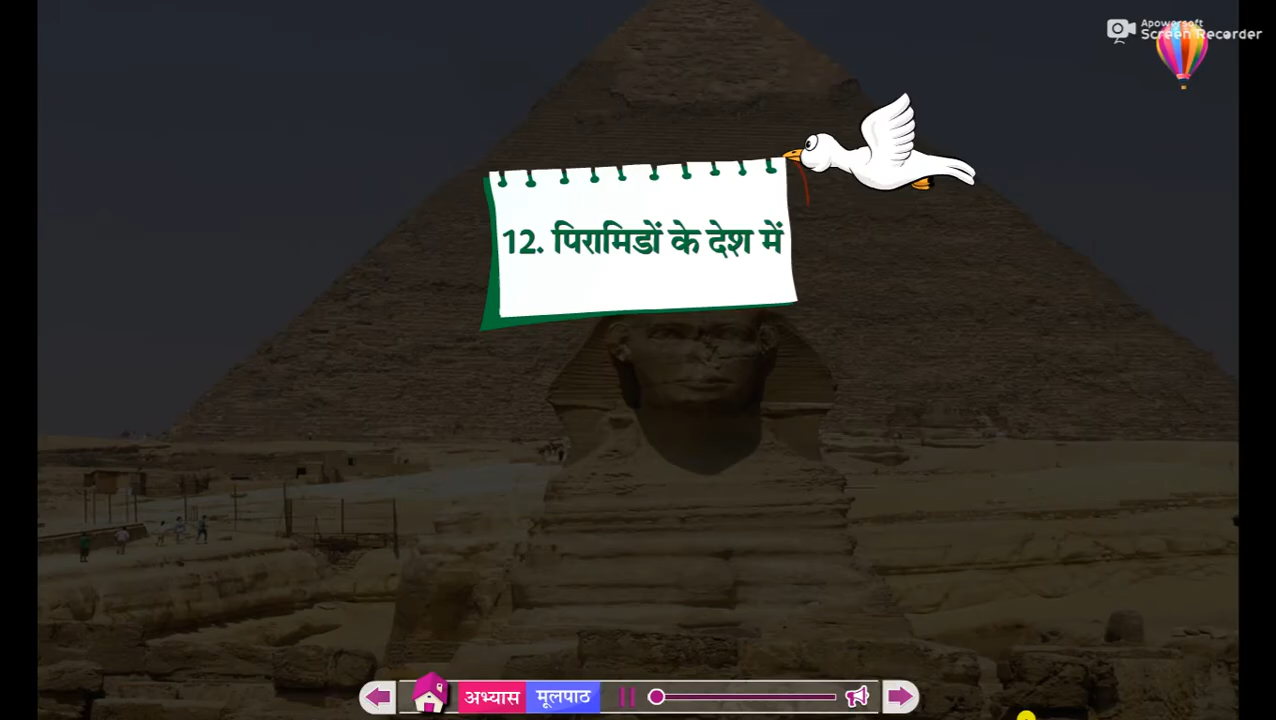 Apowersoft
Screen Recorder
12. पिरामिडों के देश में
अभ्यास मूलपाठ